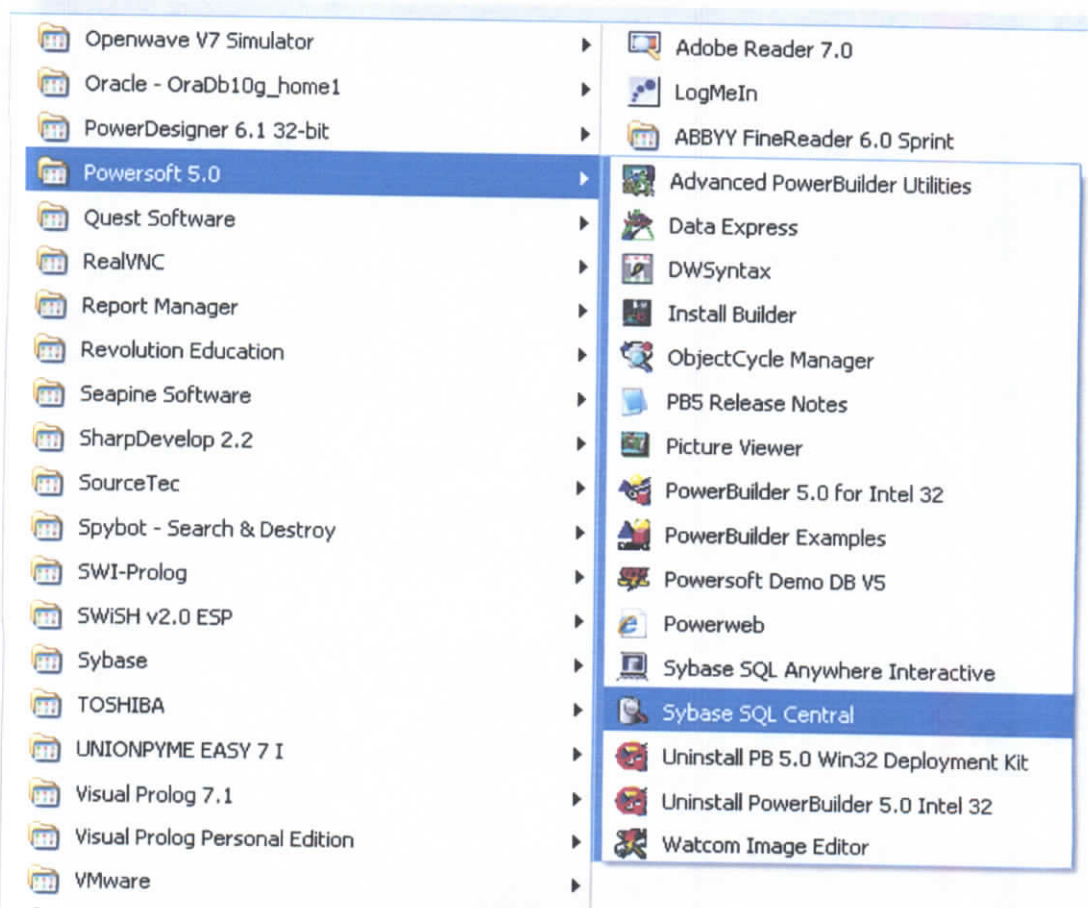 Openwave V7 Simulator
Oracle - OraDb10g_home1
PowerDesigner 6.1 32-bit
Powersoft 5.0
Quest Software
RealVNC
Report Manager
Revolution Education
Seapine Software
SharpDevelop 2.2
SourceTec
Spybot - Search & Destroy
SWI-Prolog
SWiSH v2.0 ESP
Sybase
TOSHIBA
UNIONPYME EASY 7 I
Visual Prolog 7.1
Visual Prolog Personal Edition
VMware
Adobe Reader 7.0
LogMeIn
ABBYY FineReader 6.0 Sprint
Advanced PowerBuilder Utilities
Data Express
DWSyntax
Install Builder
ObjectCycle Manager
PB5 Release Notes
Picture Viewer
PowerBuilder 5.0 for Intel 32
PowerBuilder Examples
Powersoft Demo DB V5
Powerweb
Sybase SQL Anywhere Interactive
Sybase SQL Central
Uninstall PB 5.0 Win32 Deployment Kit
Uninstall PowerBuilder 5.0 Intel 32
Watcom Image Editor